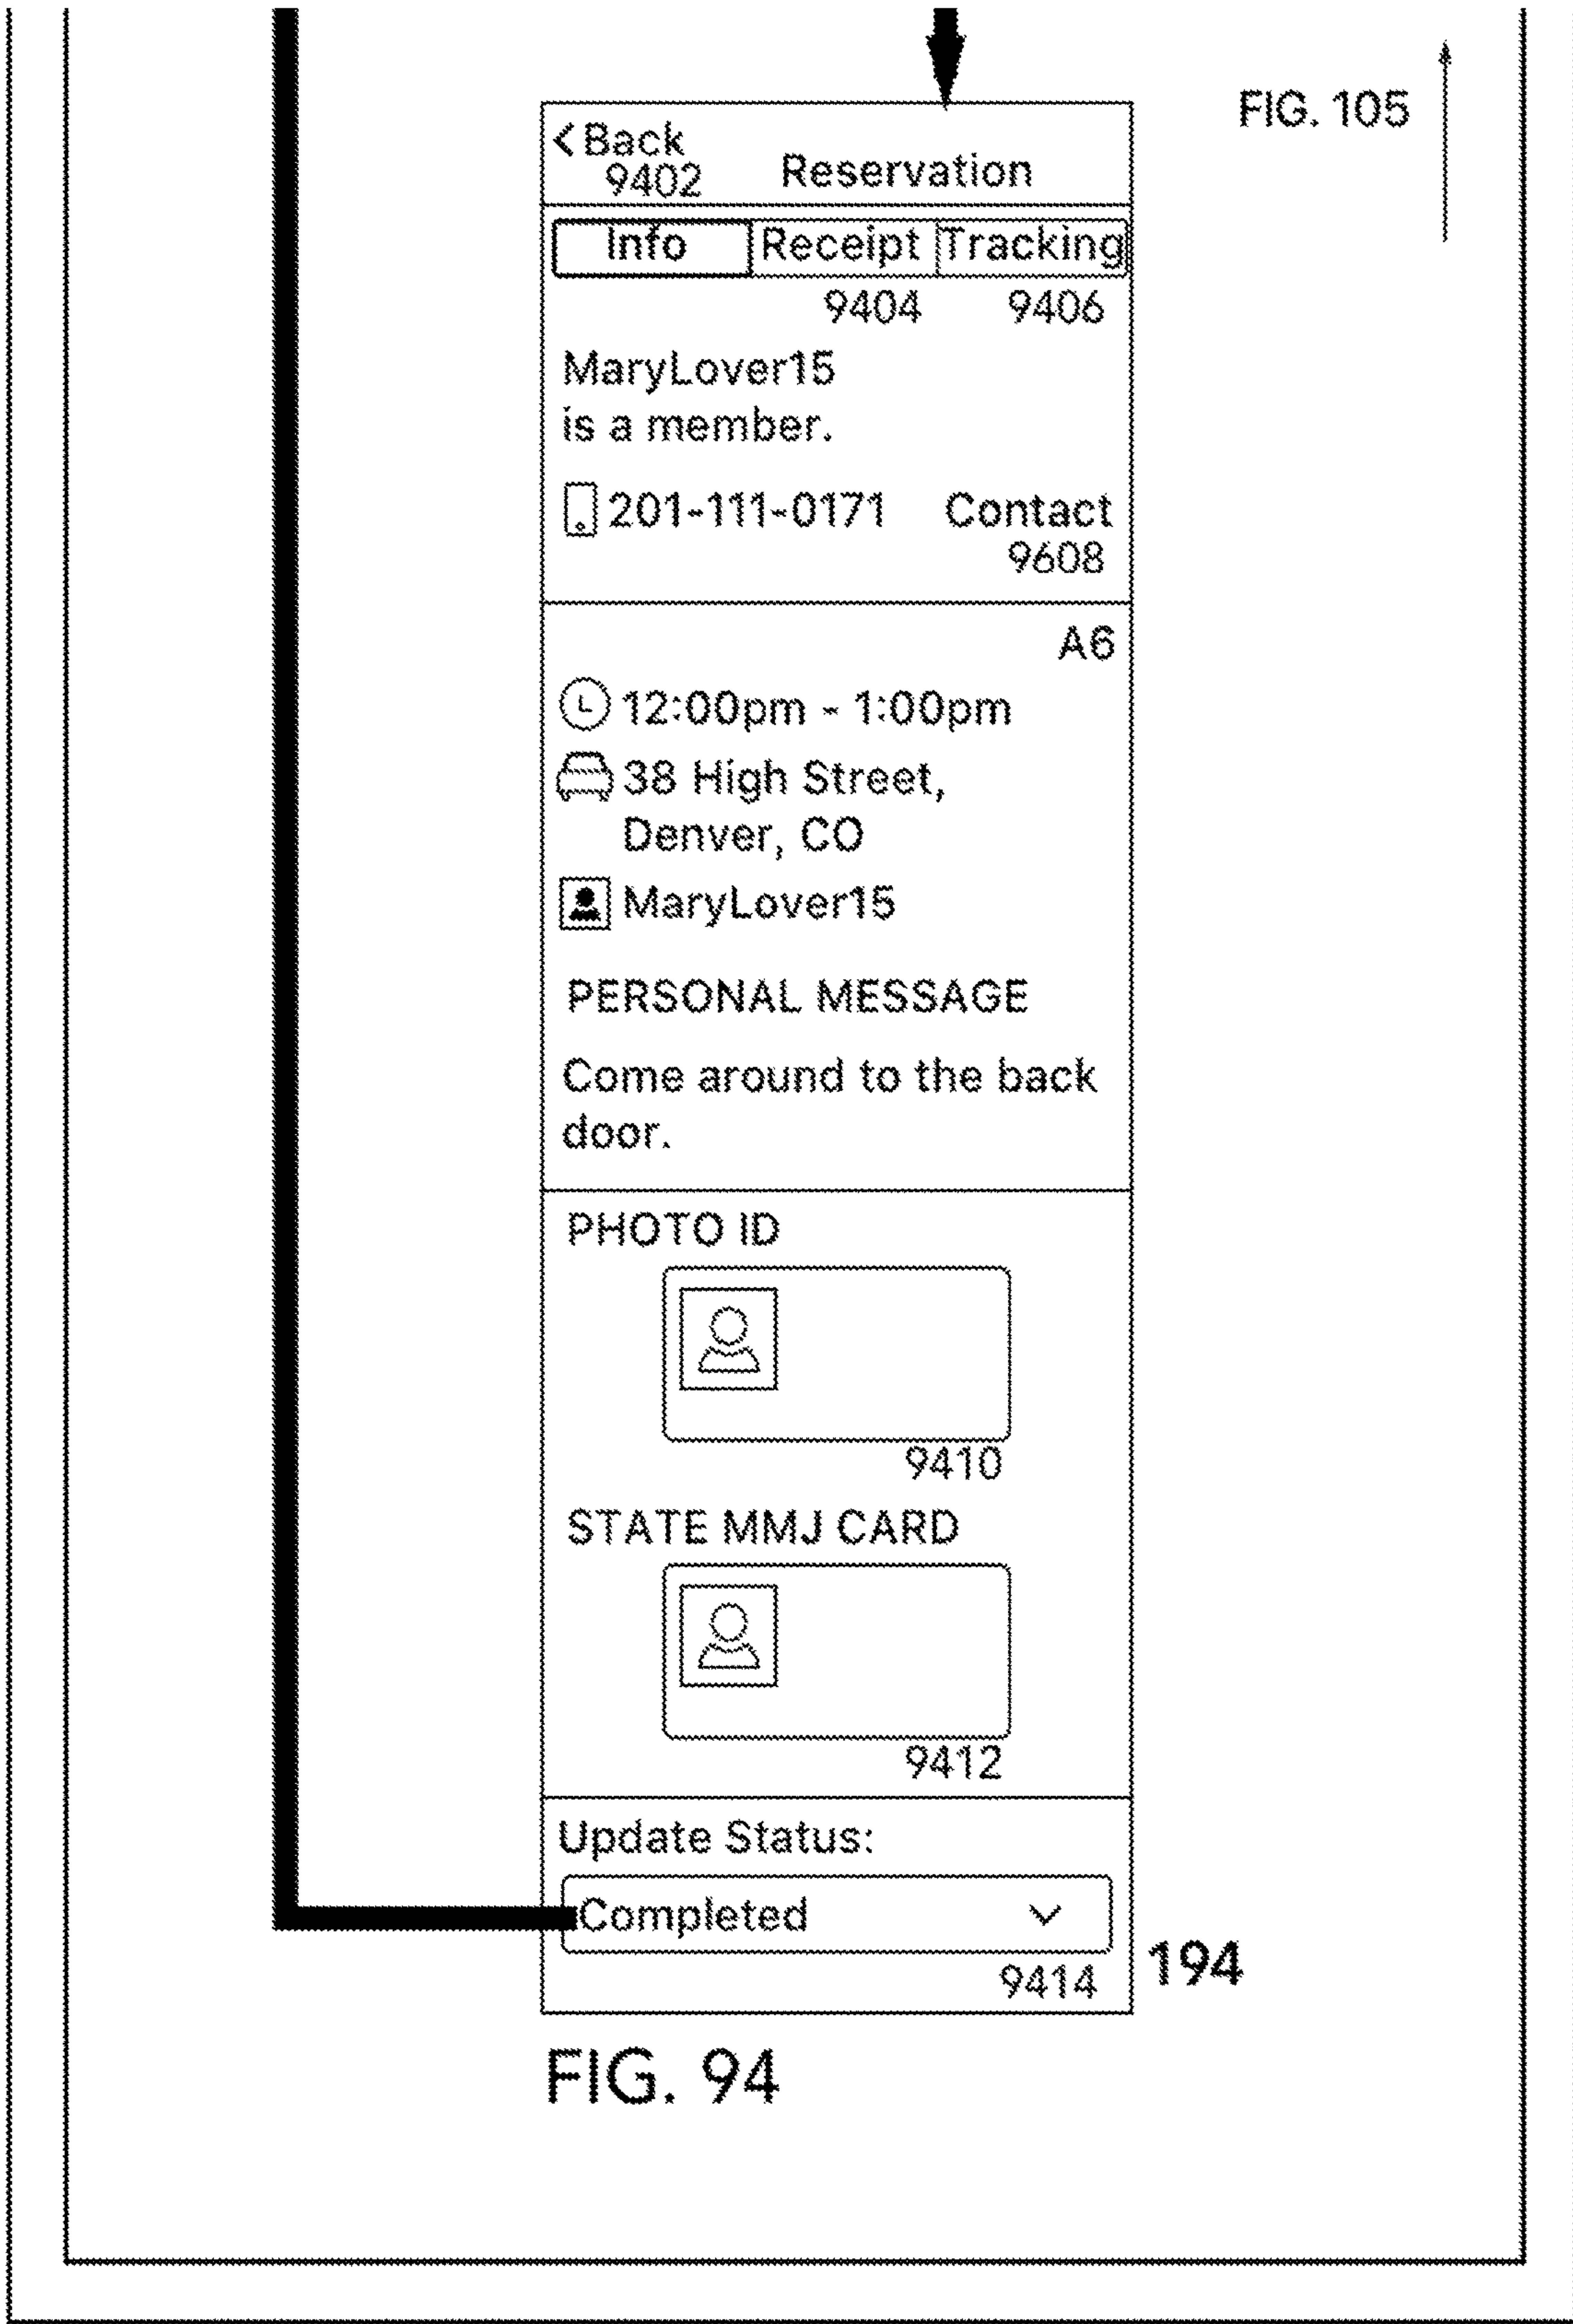 FIG. 105
Back
9402
Reservation
Info Receipt Tracking
9404 9406
MaryLover15
is a member.
201-111-0171 Contact
9608
A6
12:00pm - 1:00pm
38 High Street,
Denver, CO
MaryLover15
PERSONAL MESSAGE
Come around to the back
door.
PHOTO ID
9410
STATE MMJ CARD
9412
Update Status:
Completed
9414
194
FIG. 94